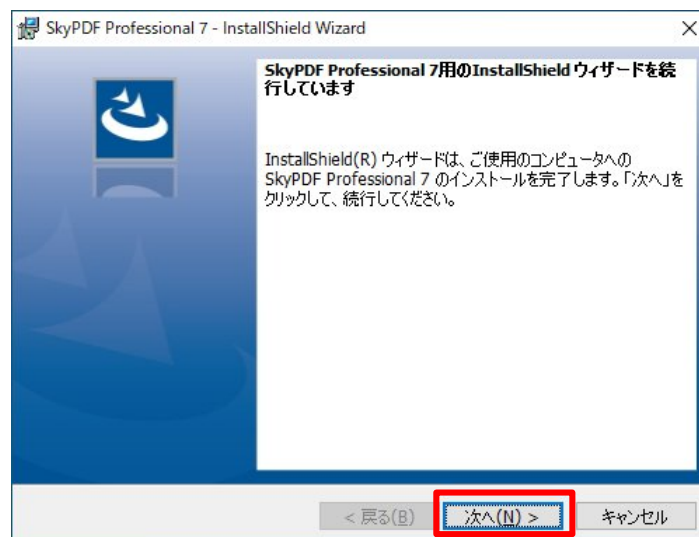 SkyPDF Professional 7 - InstallShield Wizard
SkyPDF Professional 7用のInstallShield ウィザードを続
行しています
InstallShield(R) ウィザードは、ご使用のコンピュータへの
SkyPDF Professional 7 のインストールを完了します。「次へ」を
クリックして、続行してください。
< 戻る(B) 次へ(N) > キャンセル